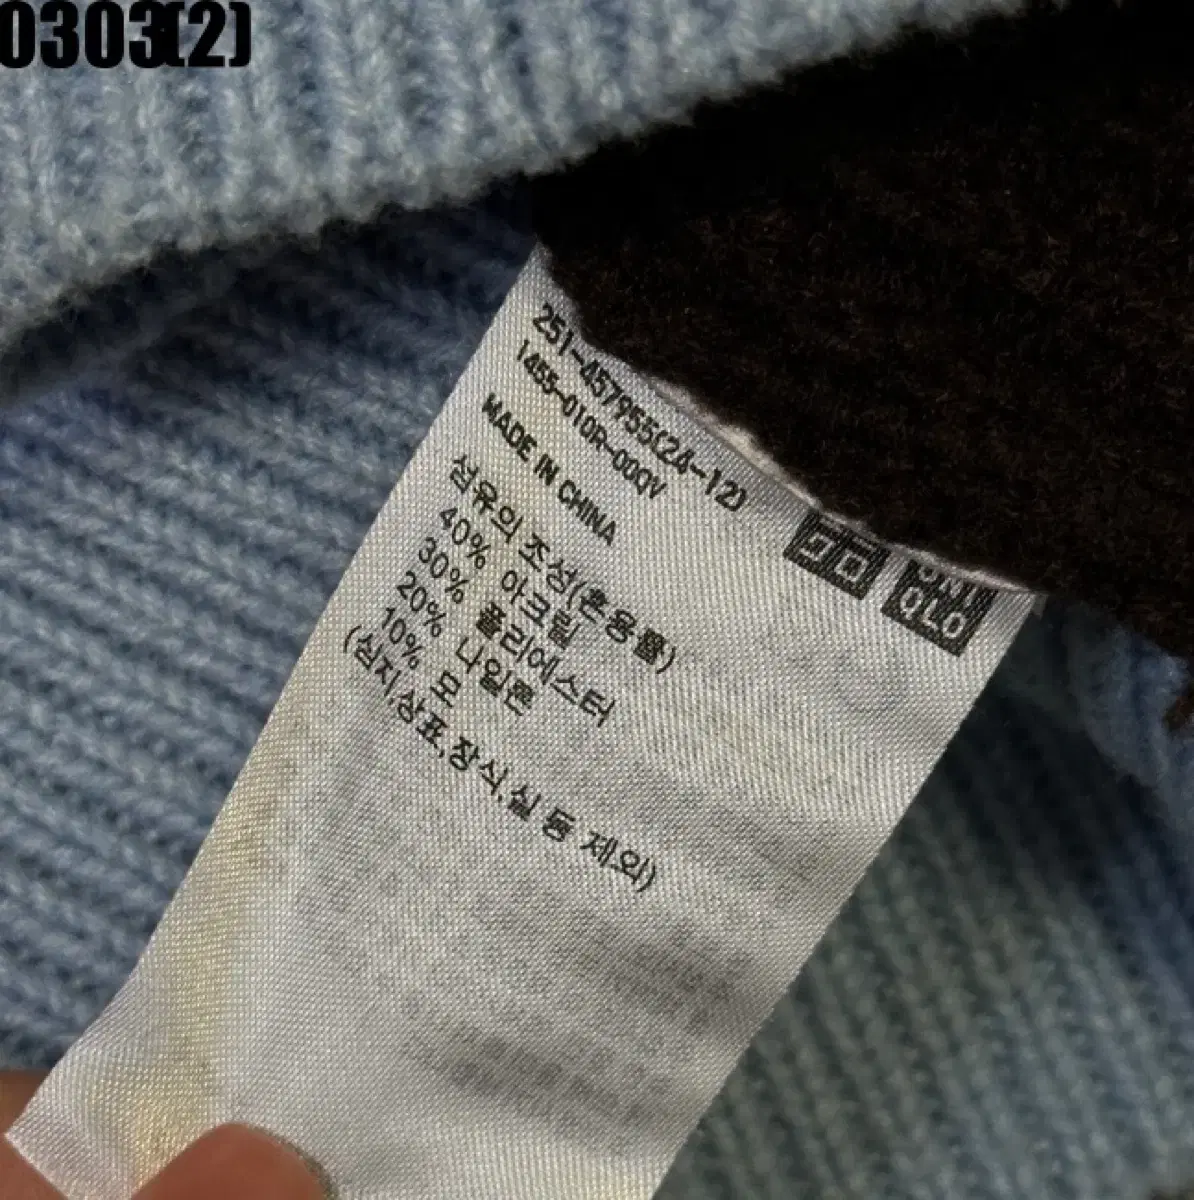 0303(2)
251-457955(24-12)
1455-010R-00QV
MADE IN CHINA
섬유의 조성(혼용률)
40% 아크릴
30% 폴리에스터
20% 나일론
10% 모
(심지,상표,장식,실 등 제외)
クロ
UNI
QLO